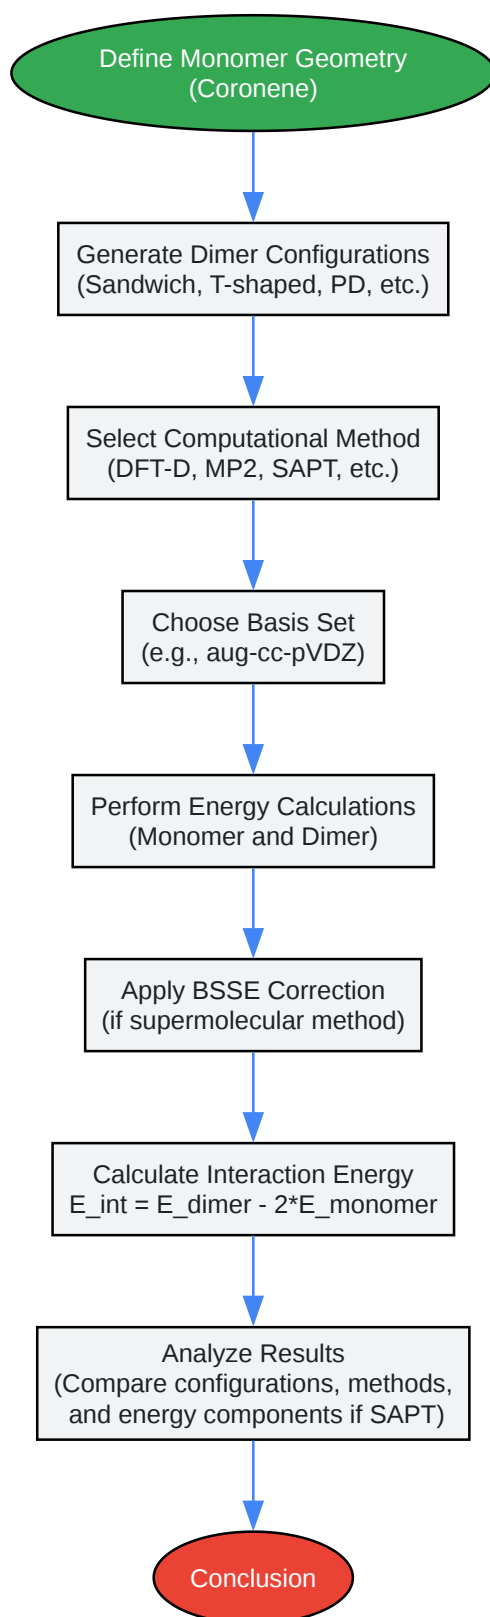 Define Monomer Geometry
(Coronene)
Generate Dimer Configurations
(Sandwich, T-shaped, PD, etc.)
Select Computational Method
(DFT-D, MP2, SAPT, etc.)
Choose Basis Set
(e.g., aug-cc-pVDZ)
Perform Energy Calculations
(Monomer and Dimer)
Apply BSSE Correction
(if supermolecular method)
Calculate Interaction Energy
E_int = E_dimer - 2*E_monomer
Analyze Results
(Compare configurations, methods,
and energy components if SAPT)
Conclusion